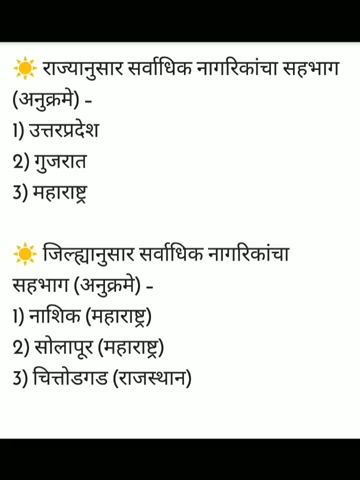 ☀️ राज्यानुसार सर्वाधिक नागरिकांचा सहभाग
(अनुक्रमे) -
1) उत्तरप्रदेश
2) गुजरात
3) महाराष्ट्र
☀️ जिल्ह्यानुसार सर्वाधिक नागरिकांचा
सहभाग (अनुक्रमे) -
1) नाशिक (महाराष्ट्र)
2) सोलापूर (महाराष्ट्र)
3) चित्तोडगड (राजस्थान)